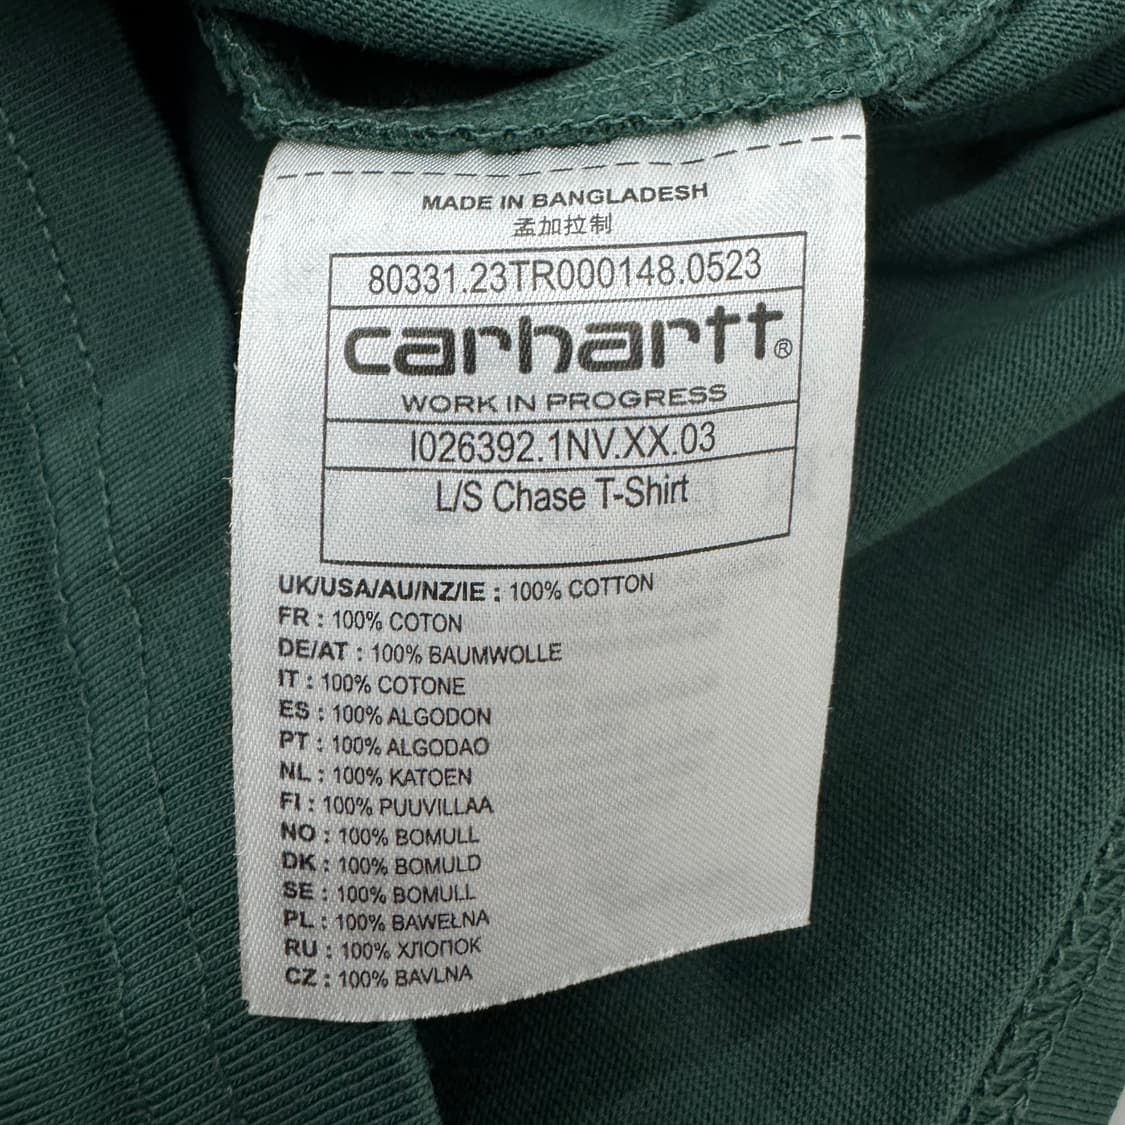 MADE IN BANGLADESH
孟加拉制
80331.23TR000148.0523
carhartt®
WORK IN PROGRESS
I026392.1NV.XX.03
L/S Chase T-Shirt
UK/USA/AU/NZ/IE : 100% COTTON
FR : 100% COTON
DE/AT : 100% BAUMWOLLE
IT : 100% COTONE
ES : 100% ALGODON
PT : 100% ALGODAO
NL : 100% KATOEN
FI : 100% PUUVILLAA
NO : 100% BOMULL
DK : 100% BOMULD
SE : 100% BOMULL
PL : 100% BAWEŁNA
RU : 100% ХЛОПОК
CZ : 100% BAVLNA